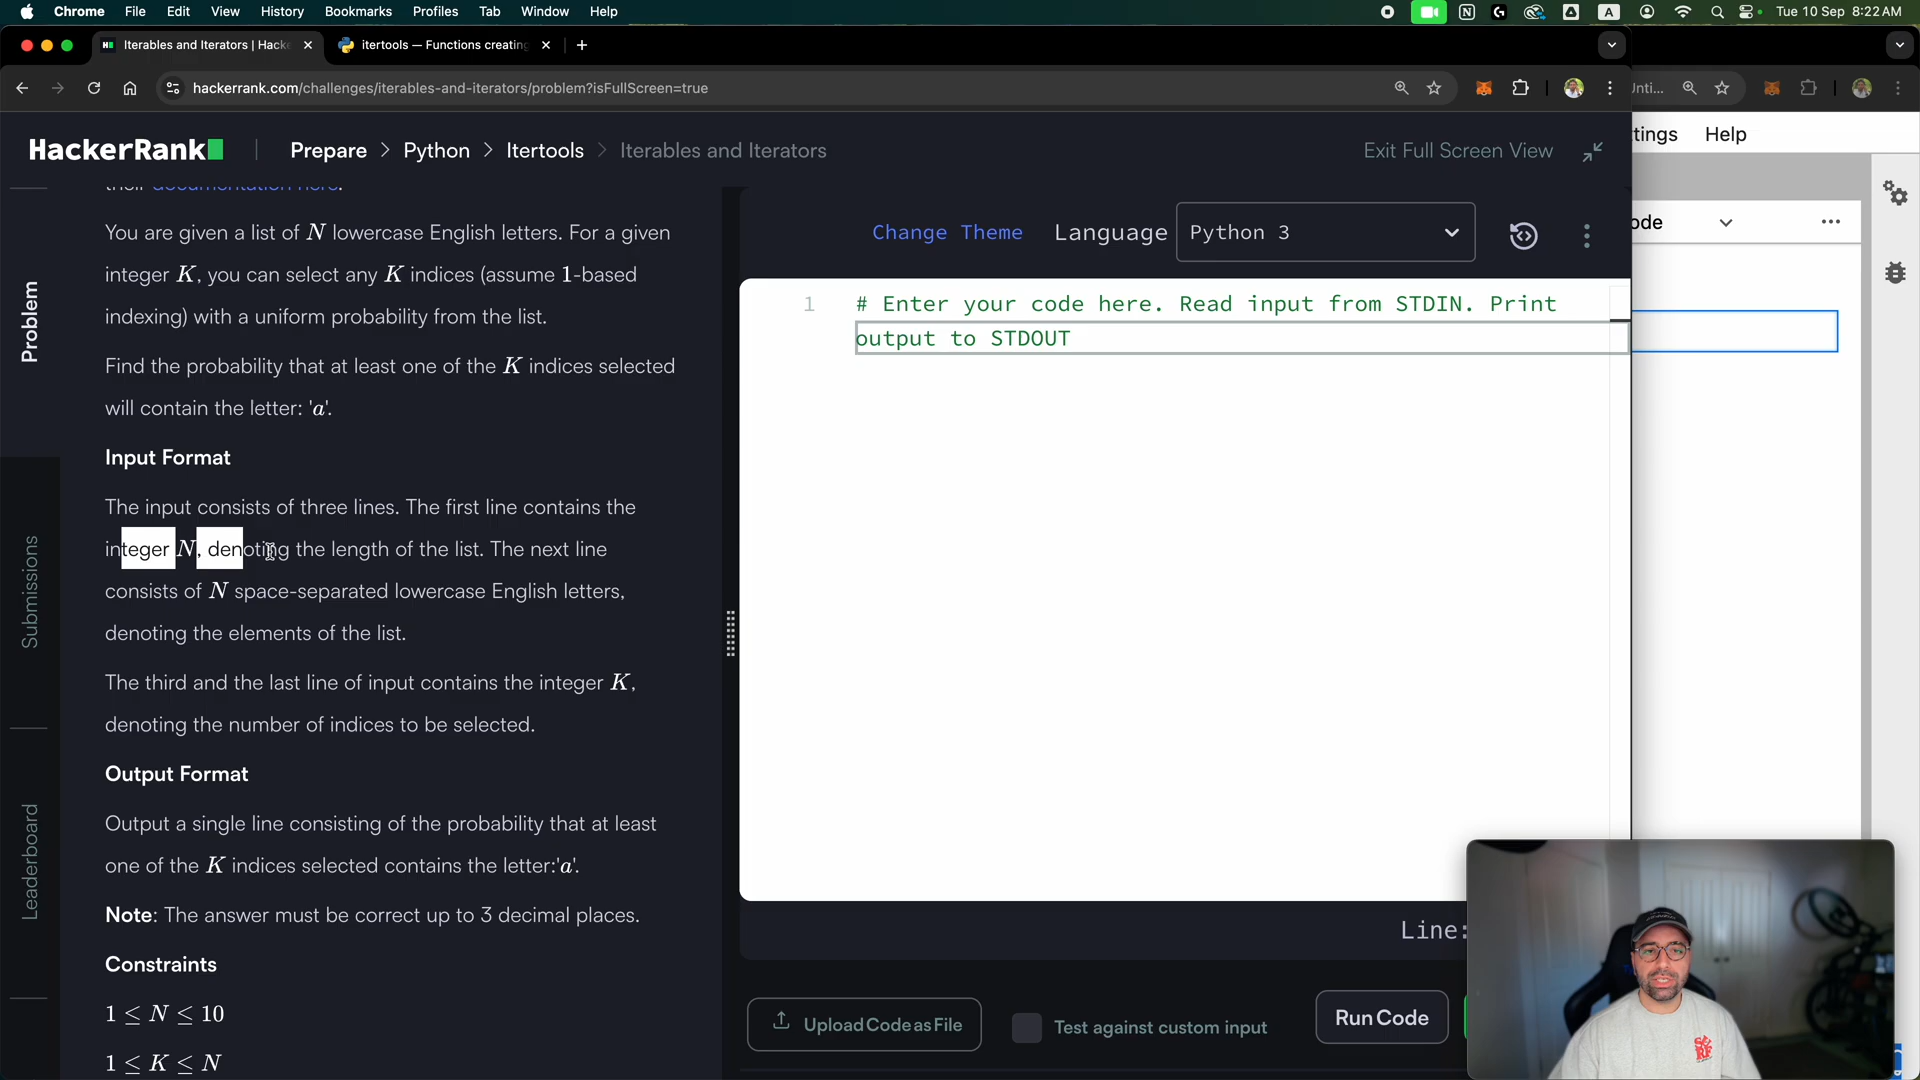 Chrome File Edit View History Bookmarks Profiles Tab Window Help
Tue 10 Sep 8:22 AM
Iterables and Iterators | Hack
itertools — Functions creating
hackerrank.com/challenges/iterables-and-iterators/problem?isFullScreen=true
HackerRank
Prepare > Python > Itertools > Iterables and Iterators
Exit Full Screen View
Help
their documentation here.
You are given a list of N lowercase English letters. For a given
integer K, you can select any K indices (assume 1-based
indexing) with a uniform probability from the list.
Find the probability that at least one of the K indices selected
will contain the letter: 'a'.
Input Format
The input consists of three lines. The first line contains the
integer N, denoting the length of the list. The next line
consists of N space-separated lowercase English letters,
denoting the elements of the list.
The third and the last line of input contains the integer K,
denoting the number of indices to be selected.
Output Format
Output a single line consisting of the probability that at least
one of the K indices selected contains the letter:'a'.
Note: The answer must be correct up to 3 decimal places.
Constraints
1 ≤ N ≤ 10
1 ≤ K ≤ N
Problem
Submissions
Leaderboard
Change Theme Language Python 3
1 # Enter your code here. Read input from STDIN. Print
output to STDOUT
Line:
Upload Code as File
Test against custom input
Run Code